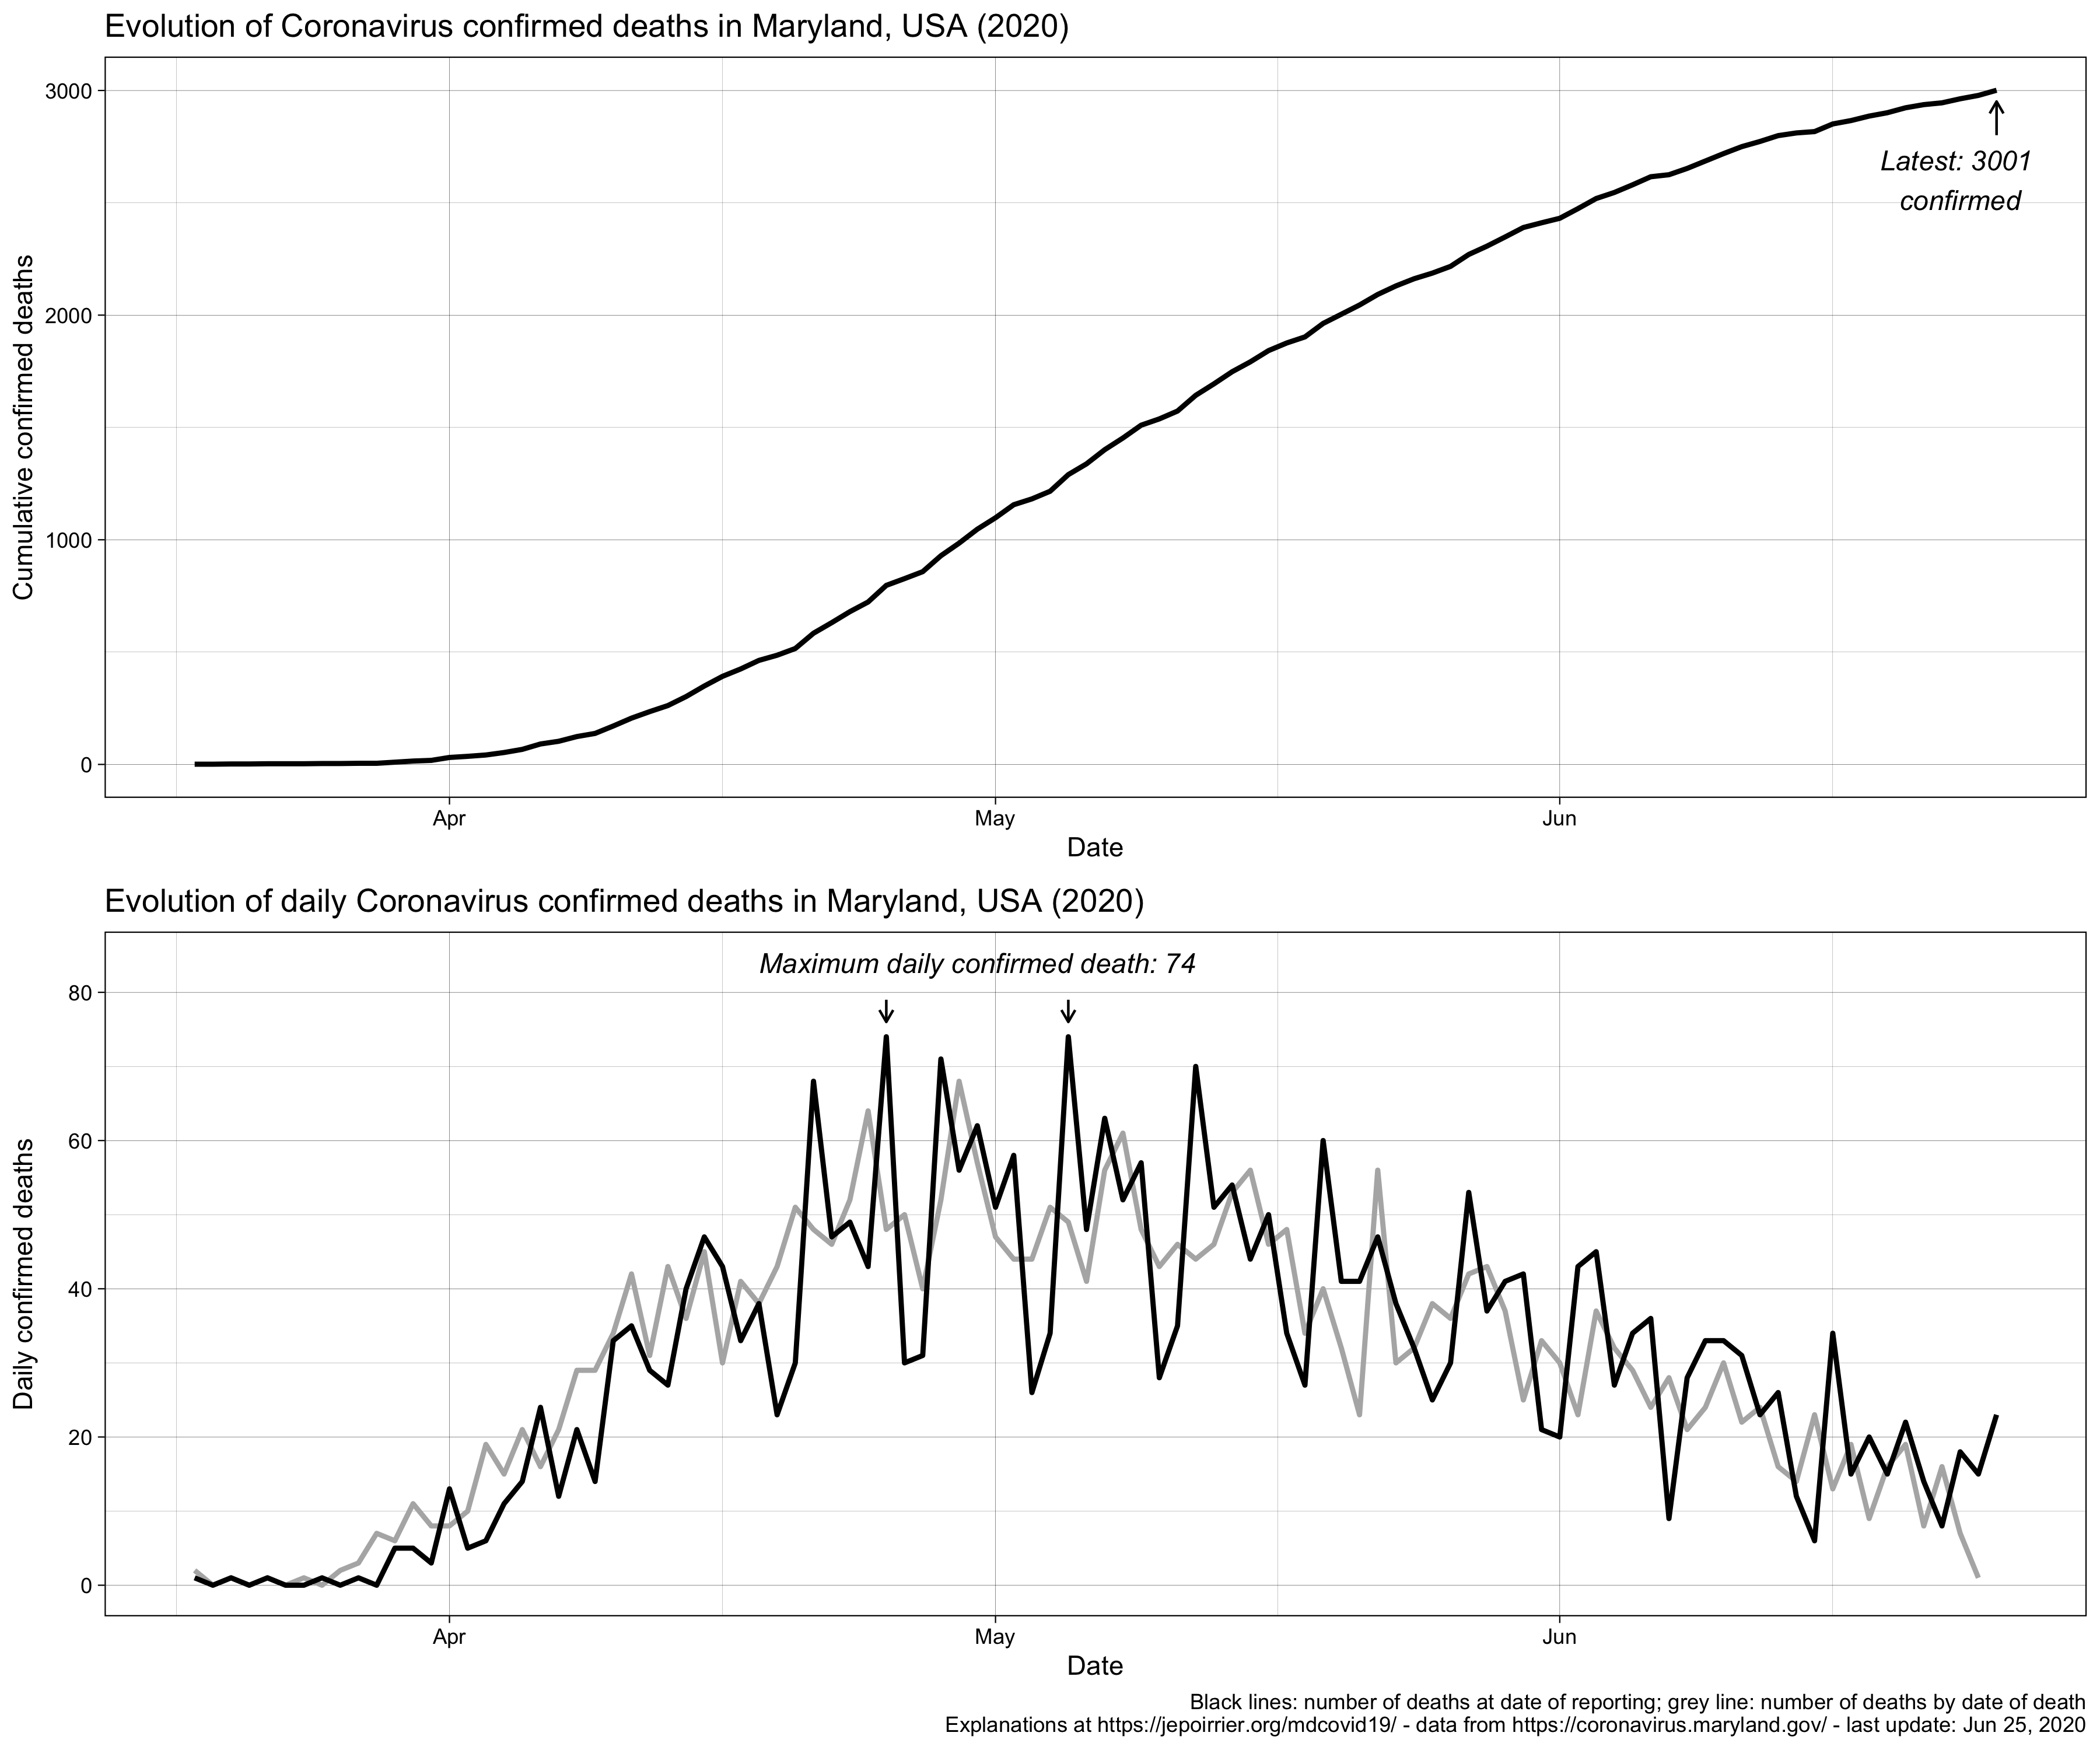 Evolution of Coronavirus confirmed deaths in Maryland, USA (2020)
3000
2000
1000
0
Cumulative confirmed deaths
Latest: 3001
confirmed
Apr
May
Jun
Date
Evolution of daily Coronavirus confirmed deaths in Maryland, USA (2020)
Maximum daily confirmed death: 74
80
60
40
20
0
Daily confirmed deaths
Apr
May
Jun
Date
Black lines: number of deaths at date of reporting; grey line: number of deaths by date of death
Explanations at https://jepoirrier.org/mdcovid19/ - data from https://coronavirus.maryland.gov/ - last update: Jun 25, 2020